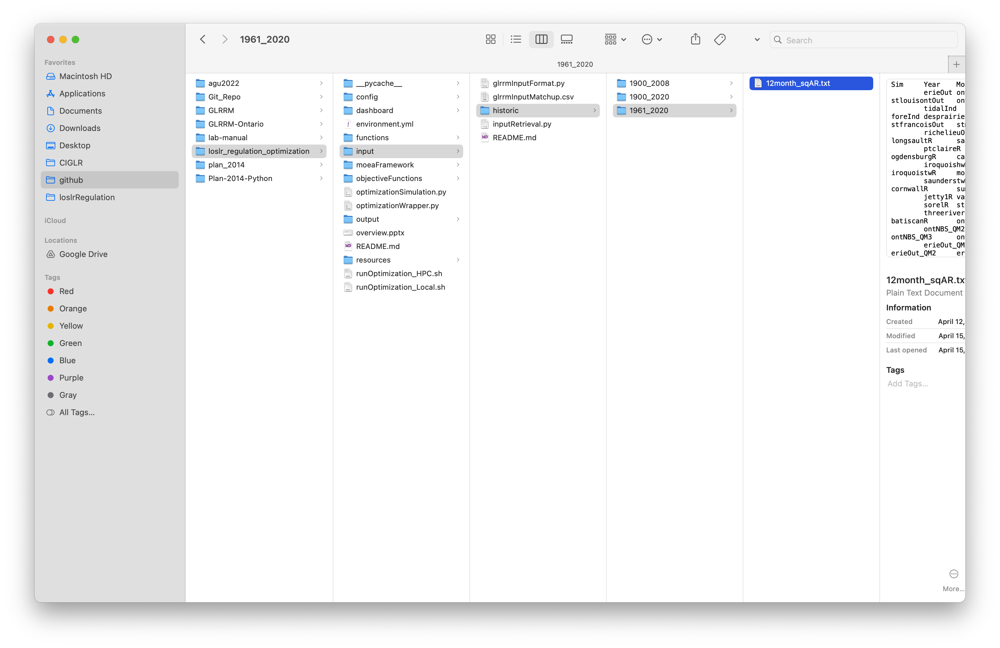 1961_2020
Search
1961_2020
Favorites
Macintosh HD
Applications
Documents
Downloads
Desktop
CIGLR
github
loslrRegulation
iCloud
Locations
Google Drive
Tags
Red
Orange
Yellow
Green
Blue
Purple
Gray
All Tags...
agu2022
Git_Repo
GLRRM
GLRRM-Ontario
lab-manual
loslr_regulation_optimization
plan_2014
Plan-2014-Python
__pycache__
config
dashboard
environment.yml
functions
input
moeaFramework
objectiveFunctions
optimizationSimulation.py
optimizationWrapper.py
output
overview.pptx
README.md
resources
runOptimization_HPC.sh
runOptimization_Local.sh
glrrmInputFormat.py
glrrmInputMatchup.csv
historic
inputRetrieval.py
README.md
1900_2008
1900_2020
1961_2020
12month_sqAR.txt
Sim Year Mo
erieOut on
stlouisontOut on
tidalInd
foreInd desprairie
stfrancoisOut st
richelieuO
longsaultR sa
ptclaireR
ogdensburgR ca
iroquoishw
iroquoistwR mo
saunderstw
cornwallR su
jetty1R va
sorelR st
threeriver
batiscanR on
ontNBS_QM2
ontNBS_QM3 on
erieOut_QM
erieOut_QM2 er
12month_sqAR.tx
Plain Text Document
Information
Created April 12,
Modified April 15,
Last opened April 15,
Tags
Add Tags...
More...